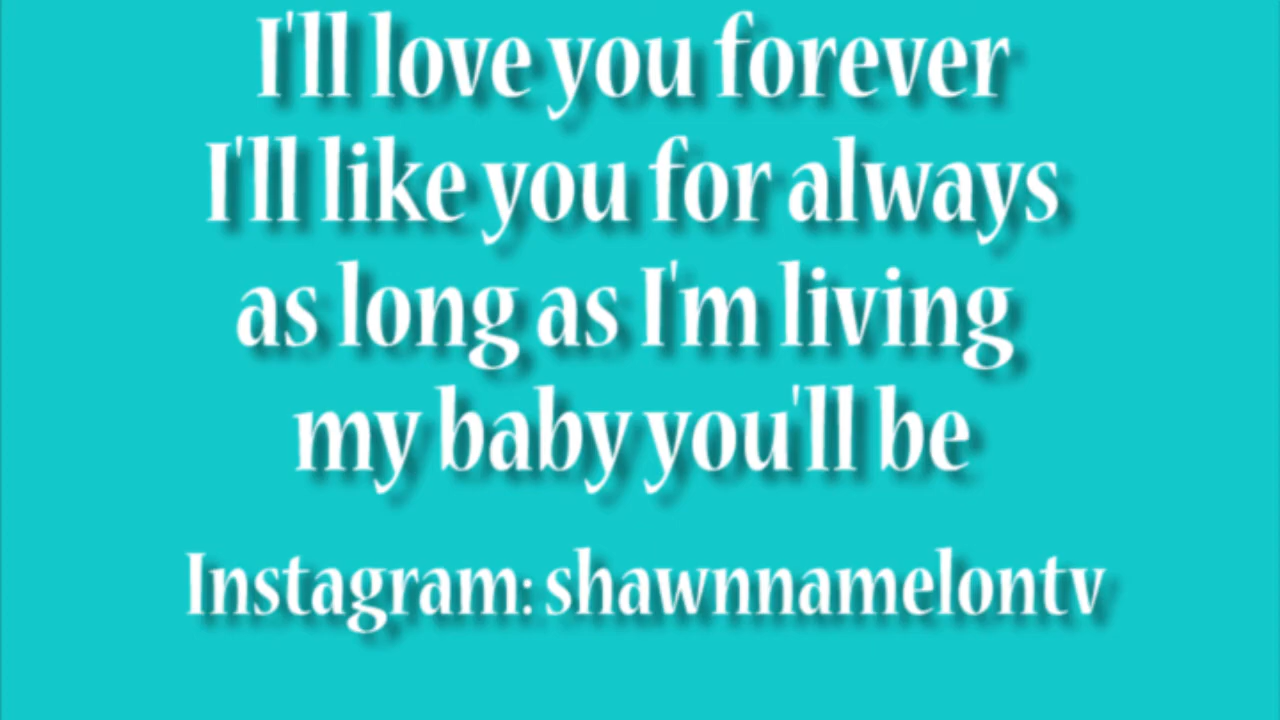 I'll love you forever
I'll like you for always
as long as I'm living
my baby you'll be
Instagram: shawnnamelontv